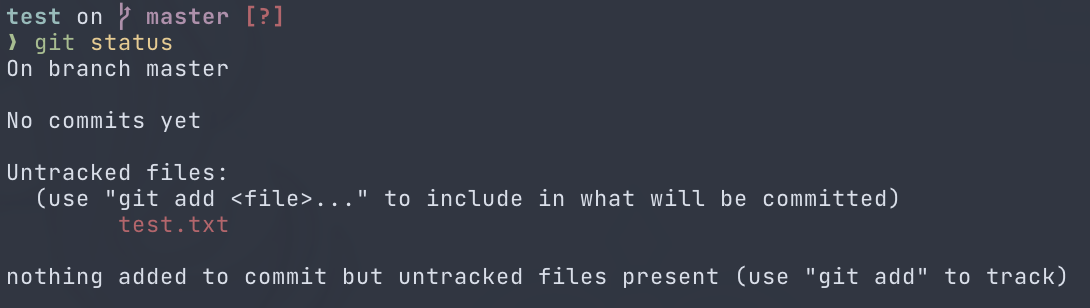 test on master [?]
❯ git status
On branch master
No commits yet
Untracked files:
(use "git add <file>..." to include in what will be committed)
test.txt
nothing added to commit but untracked files present (use "git add" to track)